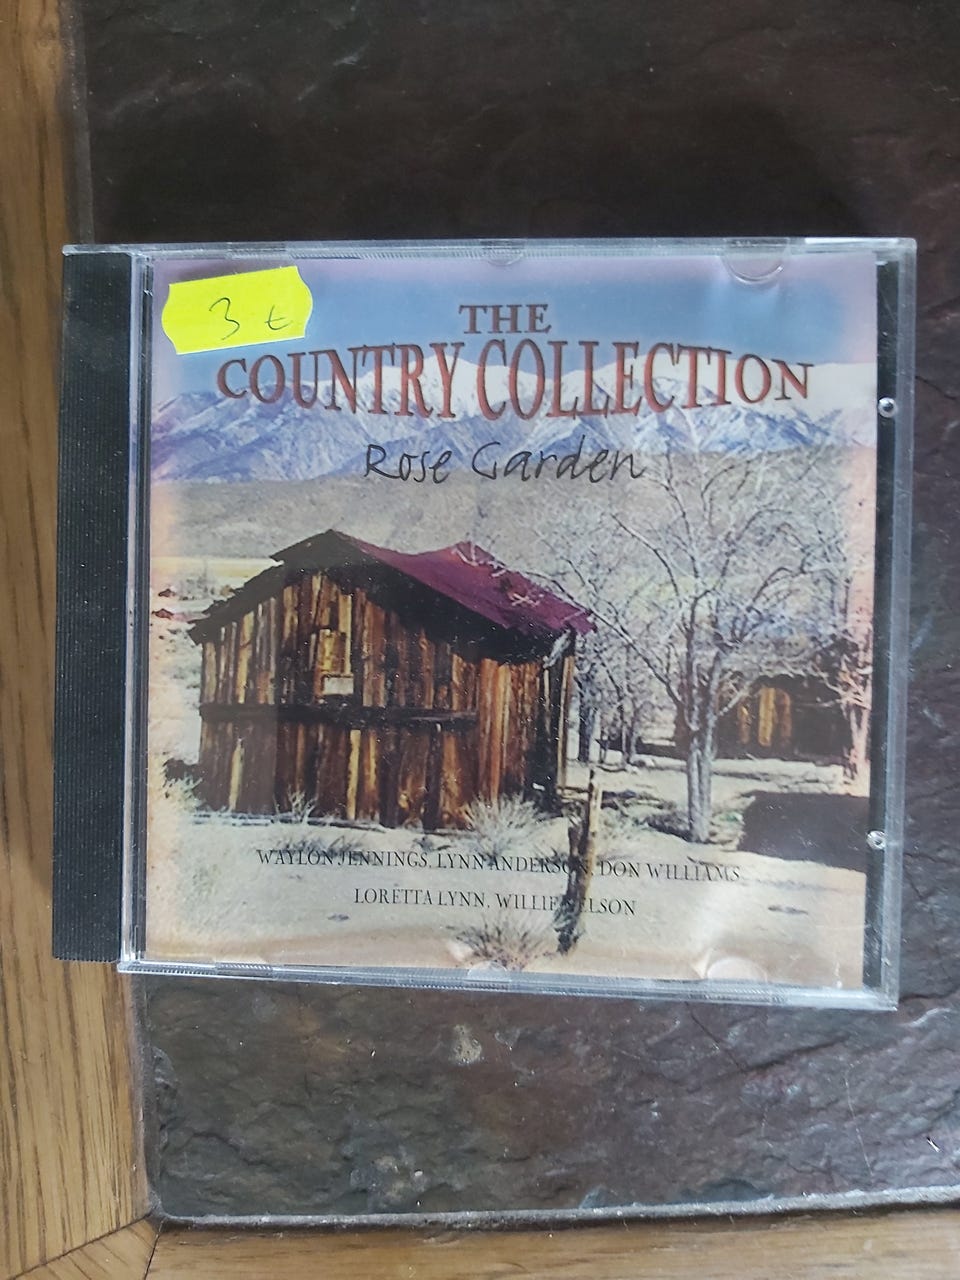 3 t
THE
COUNTRY COLLECTION
Rose Garden
WAYLON JENNINGS, LYNN ANDERSON, DON WILLIAMS,
LORETTA LYNN, WILLIE NELSON